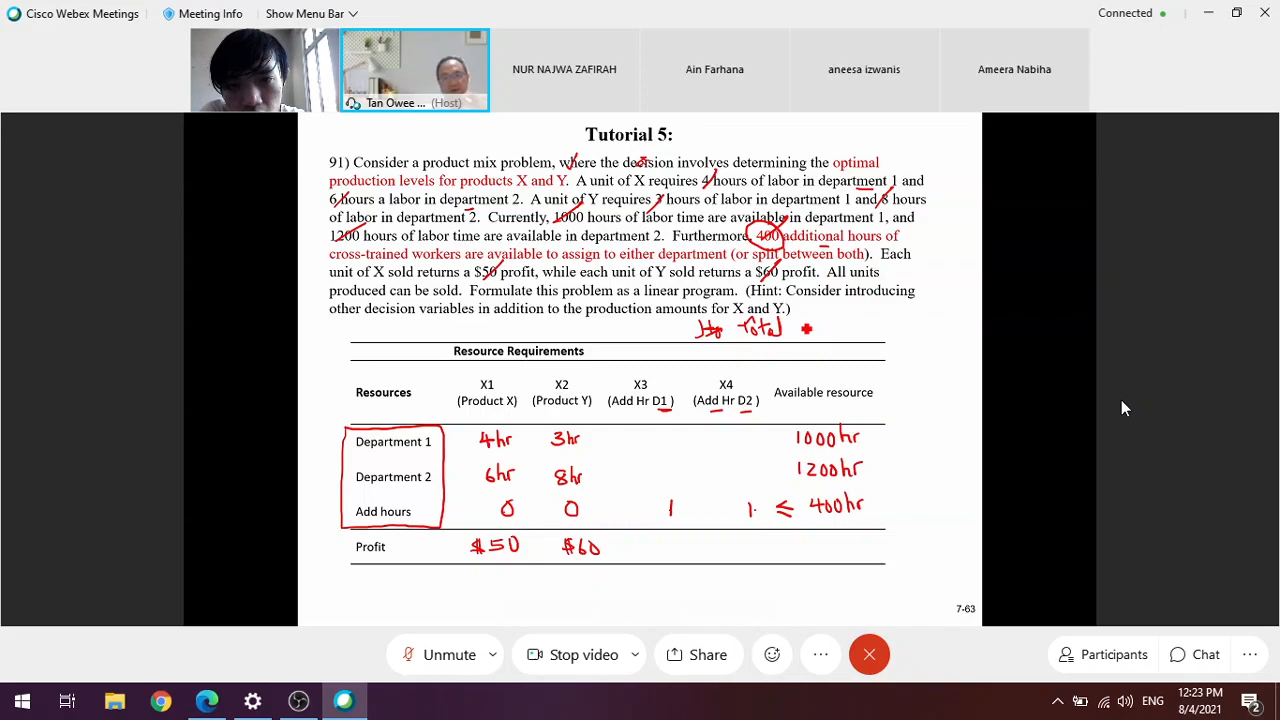 Cisco Webex Meetings Meeting Info Show Menu Bar Connected
Tan Owee ... (Host) NUR NAJWA ZAFIRAH Ain Farhana aneesa izwanis Ameera Nabiha
Tutorial 5:
91) Consider a product mix problem, where the decision involves determining the optimal
production levels for products X and Y. A unit of X requires 4 hours of labor in department 1 and
6 hours a labor in department 2. A unit of Y requires 3 hours of labor in department 1 and 8 hours
of labor in department 2. Currently, 1000 hours of labor time are available in department 1, and
1200 hours of labor time are available in department 2. Furthermore, 400 additional hours of
cross-trained workers are available to assign to either department (or split between both). Each
unit of X sold returns a $50 profit, while each unit of Y sold returns a $60 profit. All units
produced can be sold. Formulate this problem as a linear program. (Hint: Consider introducing
other decision variables in addition to the production amounts for X and Y.)
Total
Resource Requirements
Resources X1 X2 X3 X4 Available resource
(Product X) (Product Y) (Add Hr D1 ) (Add Hr D2 )
Department 1 4hr 3hr 1000hr
Department 2 6hr 8hr 1200hr
Add hours 0 0 1 1 ≤ 400hr
Profit $50 $60
7-63
Unmute Stop video Share ... Participants Chat ...
ENG 12:23 PM
8/4/2021 2